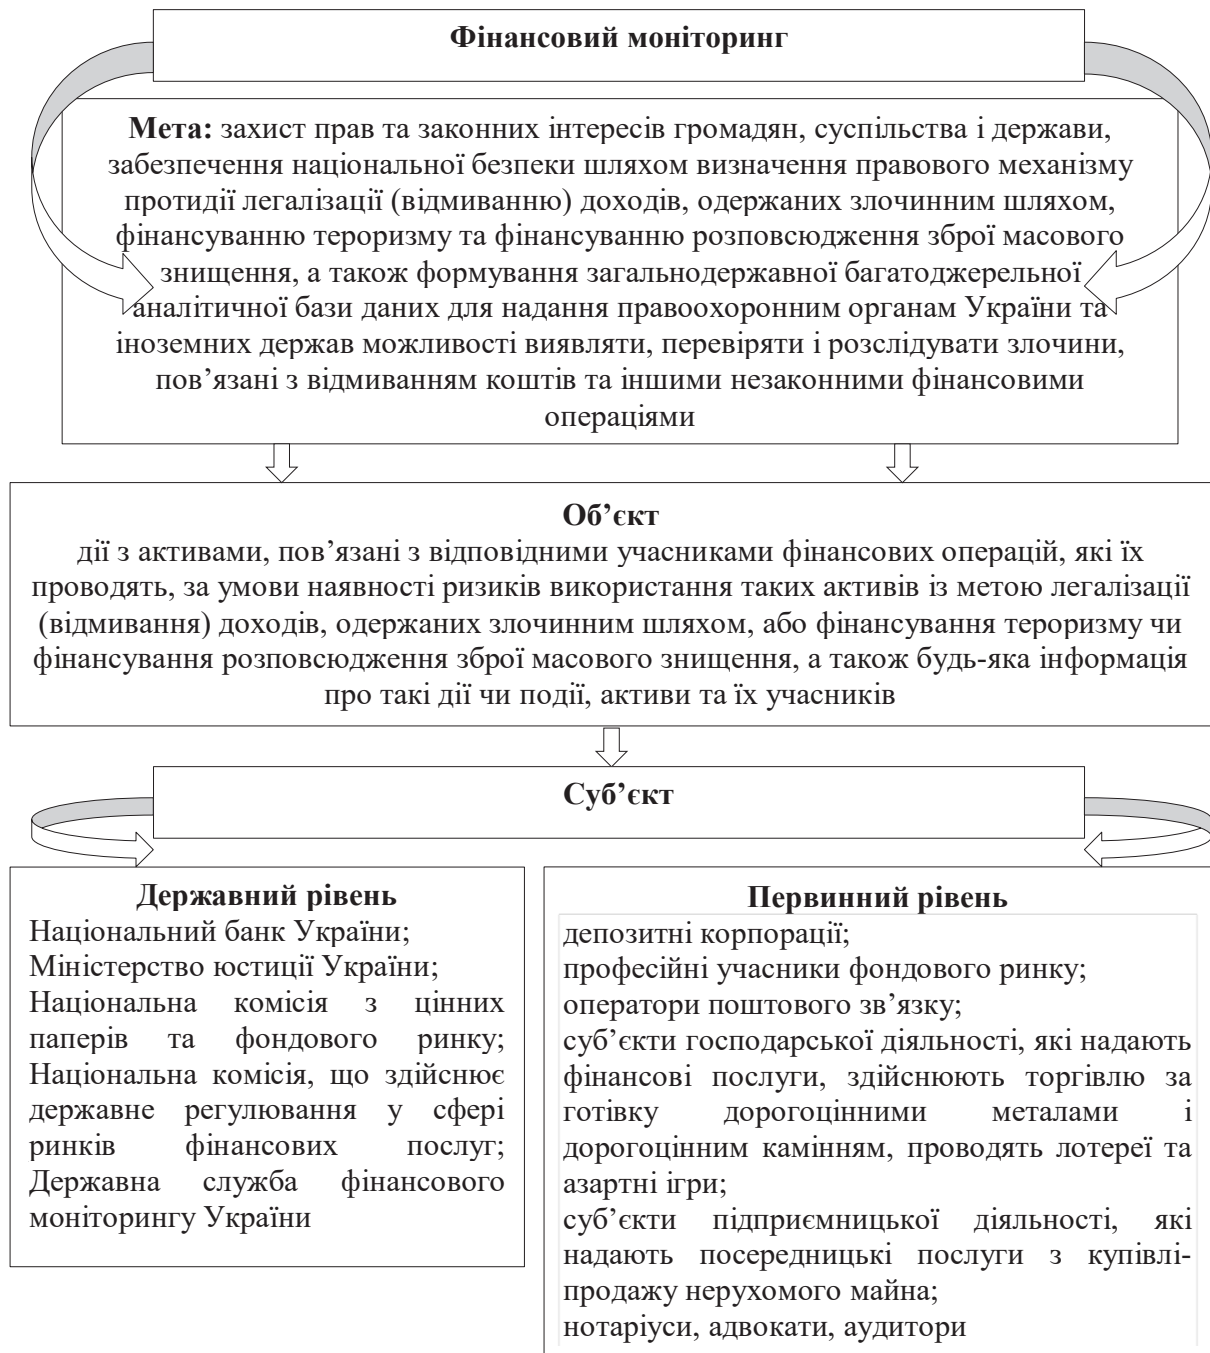 Фінансовий моніторинг
Мета: захист прав та законних інтересів громадян, суспільства і держави,
забезпечення національної безпеки шляхом визначення правового механізму
протидії легалізації (відмиванню) доходів, одержаних злочинним шляхом,
фінансуванню тероризму та фінансуванню розповсюдження зброї масового
знищення, а також формування загальнодержавної багатоджерельної
аналітичної бази даних для надання правоохоронним органам України та
іноземних держав можливості виявляти, перевіряти і розслідувати злочини,
пов’язані з відмиванням коштів та іншими незаконними фінансовими
операціями
Об’єкт
дії з активами, пов’язані з відповідними учасниками фінансових операцій, які їх
проводять, за умови наявності ризиків використання таких активів із метою легалізації
(відмивання) доходів, одержаних злочинним шляхом, або фінансування тероризму чи
фінансування розповсюдження зброї масового знищення, а також будь-яка інформація
про такі дії чи події, активи та їх учасників
Суб’єкт
Державний рівень
Національний банк України;
Міністерство юстиції України;
Національна комісія з цінних
паперів та фондового ринку;
Національна комісія, що здійснює
державне регулювання у сфері
ринків фінансових послуг;
Державна служба фінансового
моніторингу України
Первинний рівень
депозитні корпорації;
професійні учасники фондового ринку;
оператори поштового зв’язку;
суб’єкти господарської діяльності, які надають
фінансові послуги, здійснюють торгівлю за
готівку дорогоцінними металами і
дорогоцінним камінням, проводять лотереї та
азартні ігри;
суб’єкти підприємницької діяльності, які
надають посередницькі послуги з купівлі-
продажу нерухомого майна;
нотаріуси, адвокати, аудитори